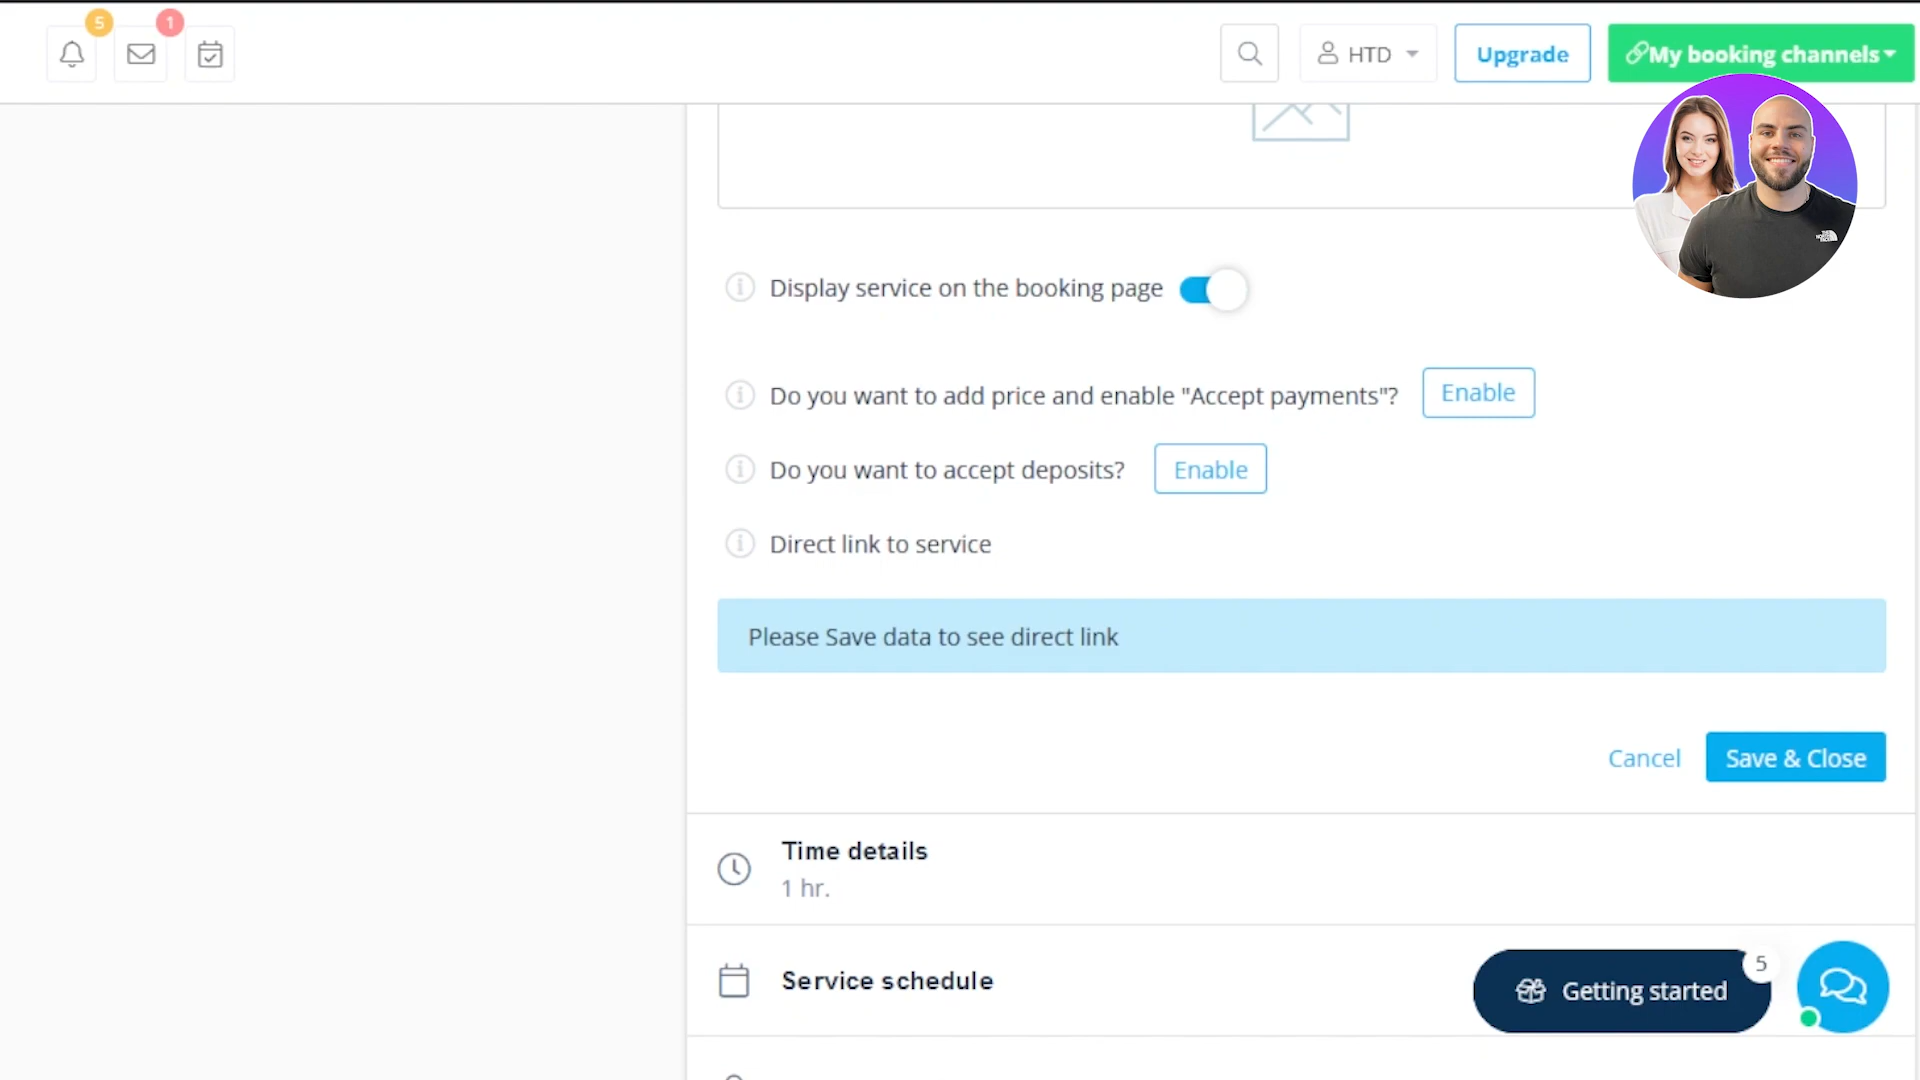 5
1
HTD
Upgrade
My booking channels
Display service on the booking page
Do you want to add price and enable "Accept payments"?
Enable
Do you want to accept deposits?
Enable
Direct link to service
Please Save data to see direct link
Cancel
Save & Close
Time details
1 hr.
Service schedule
5
Getting started